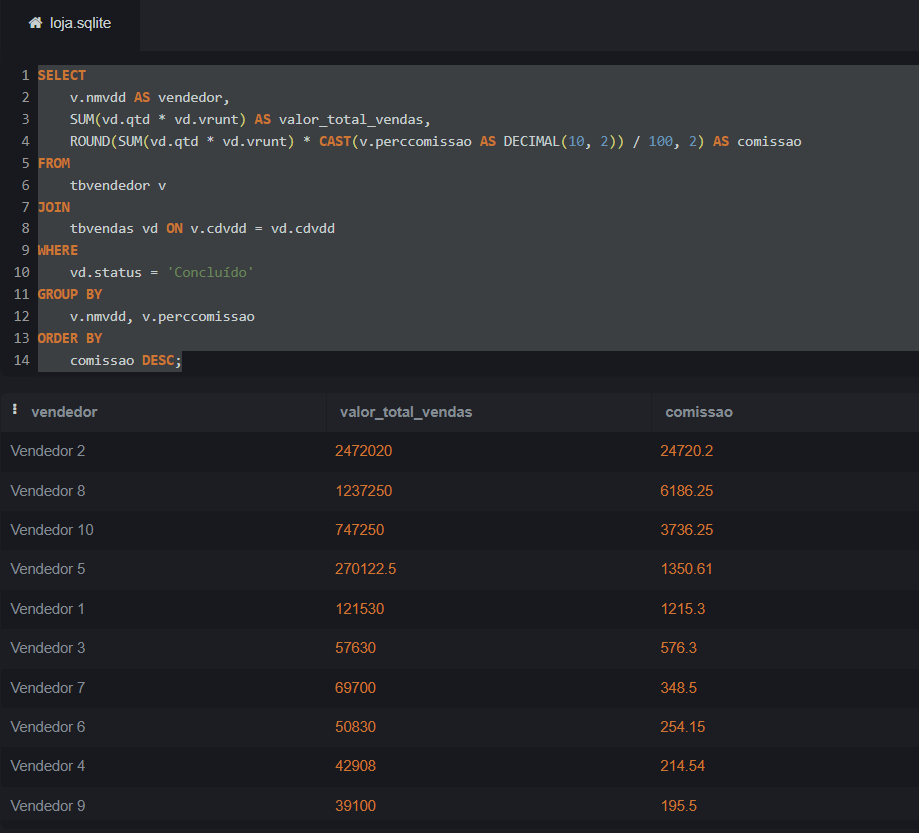 loja.sqlite
1 SELECT
2 v.nmvdd AS vendedor,
3 SUM(vd.qtd * vd.vrunt) AS valor_total_vendas,
4 ROUND(SUM(vd.qtd * vd.vrunt) * CAST(v.perccomissao AS DECIMAL(10, 2)) / 100, 2) AS comissao
5 FROM
6 tbvendedor v
7 JOIN
8 tbvendas vd ON v.cdvdd = vd.cdvdd
9 WHERE
10 vd.status = 'Concluído'
11 GROUP BY
12 v.nmvdd, v.perccomissao
13 ORDER BY
14 comissao DESC;
vendedor valor_total_vendas comissao
Vendedor 2 2472020 24720.2
Vendedor 8 1237250 6186.25
Vendedor 10 747250 3736.25
Vendedor 5 270122.5 1350.61
Vendedor 1 121530 1215.3
Vendedor 3 57630 576.3
Vendedor 7 69700 348.5
Vendedor 6 50830 254.15
Vendedor 4 42908 214.54
Vendedor 9 39100 195.5